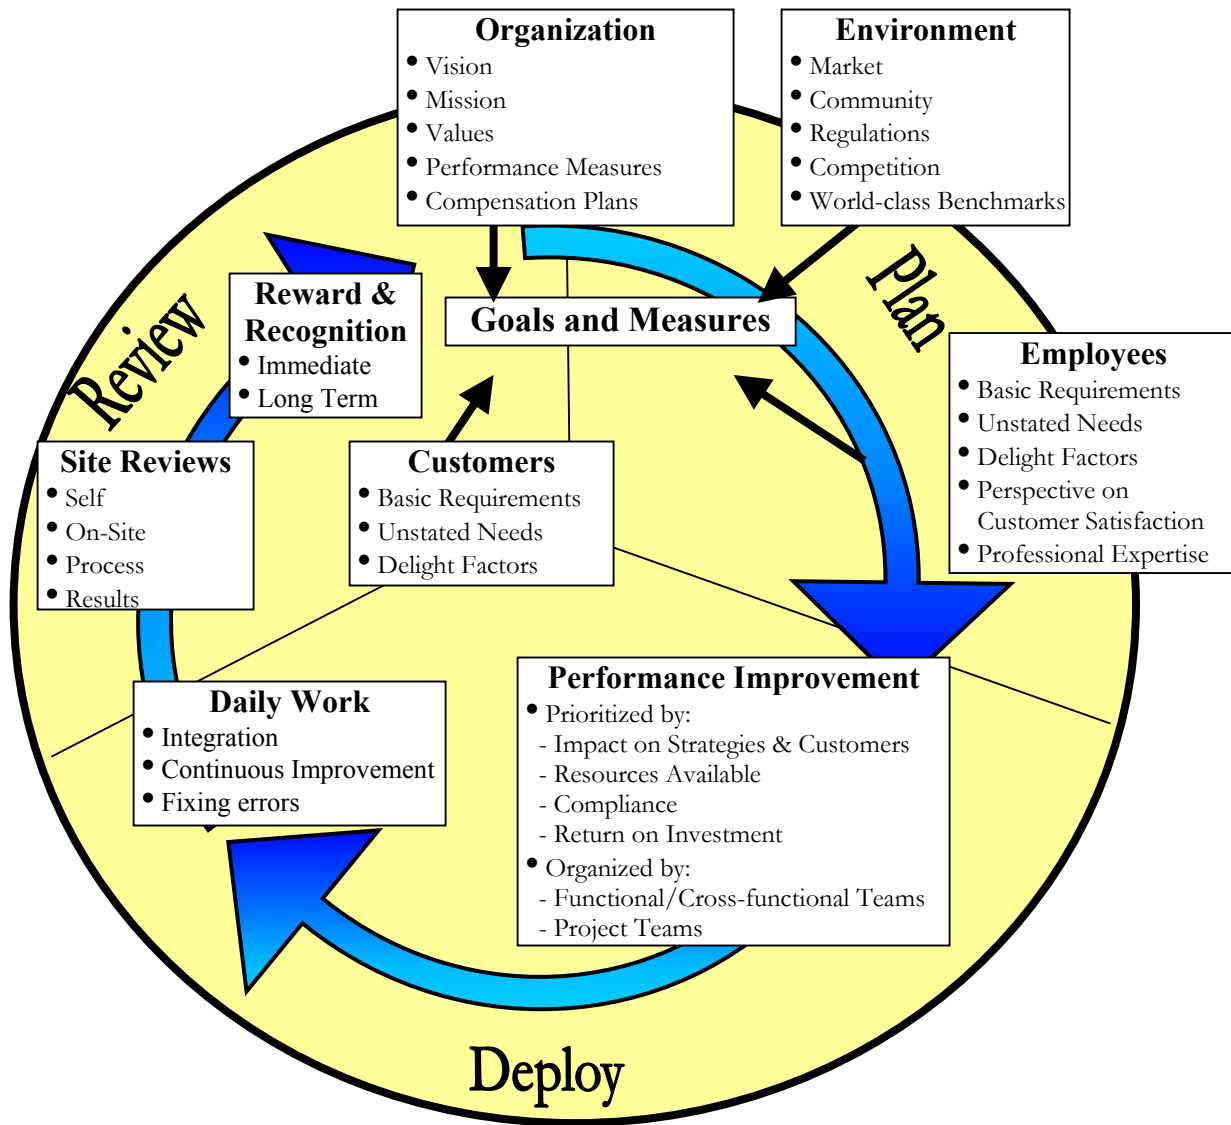 Organization
• Vision
• Mission
• Values
• Performance Measures
• Compensation Plans
Environment
• Market
• Community
• Regulations
• Competition
• World-class Benchmarks
Plan
Review
Reward &
Recognition
• Immediate
• Long Term
Goals and Measures
Employees
• Basic Requirements
• Unstated Needs
• Delight Factors
• Perspective on
Customer Satisfaction
• Professional Expertise
Site Reviews
• Self
• On-Site
• Process
• Results
Customers
• Basic Requirements
• Unstated Needs
• Delight Factors
Daily Work
• Integration
• Continuous Improvement
• Fixing errors
Performance Improvement
• Prioritized by:
- Impact on Strategies & Customers
- Resources Available
- Compliance
- Return on Investment
• Organized by:
- Functional/Cross-functional Teams
- Project Teams
Deploy